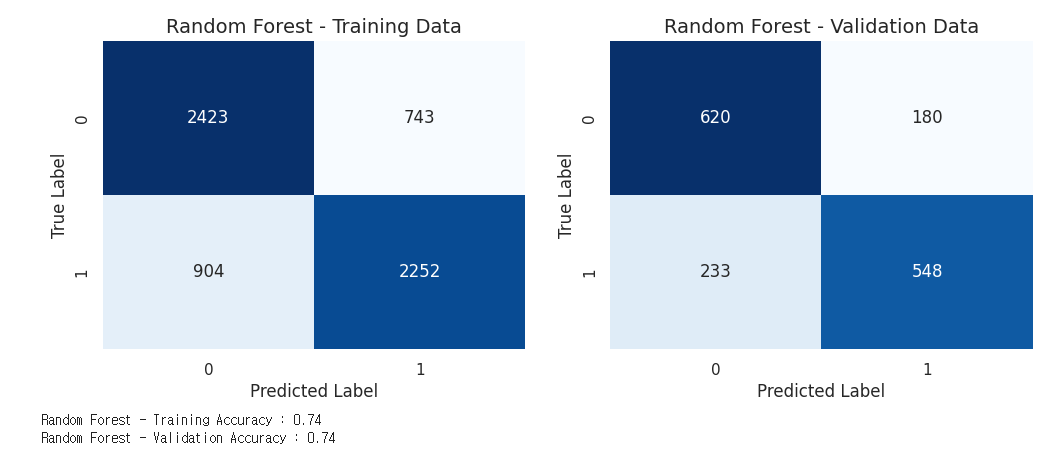 Random Forest - Training Data
0
2423
743
True Label
1
904
2252
0
1
Predicted Label
Random Forest - Validation Data
0
620
180
True Label
1
233
548
0
1
Predicted Label
Random Forest - Training Accuracy : 0.74
Random Forest - Validation Accuracy : 0.74